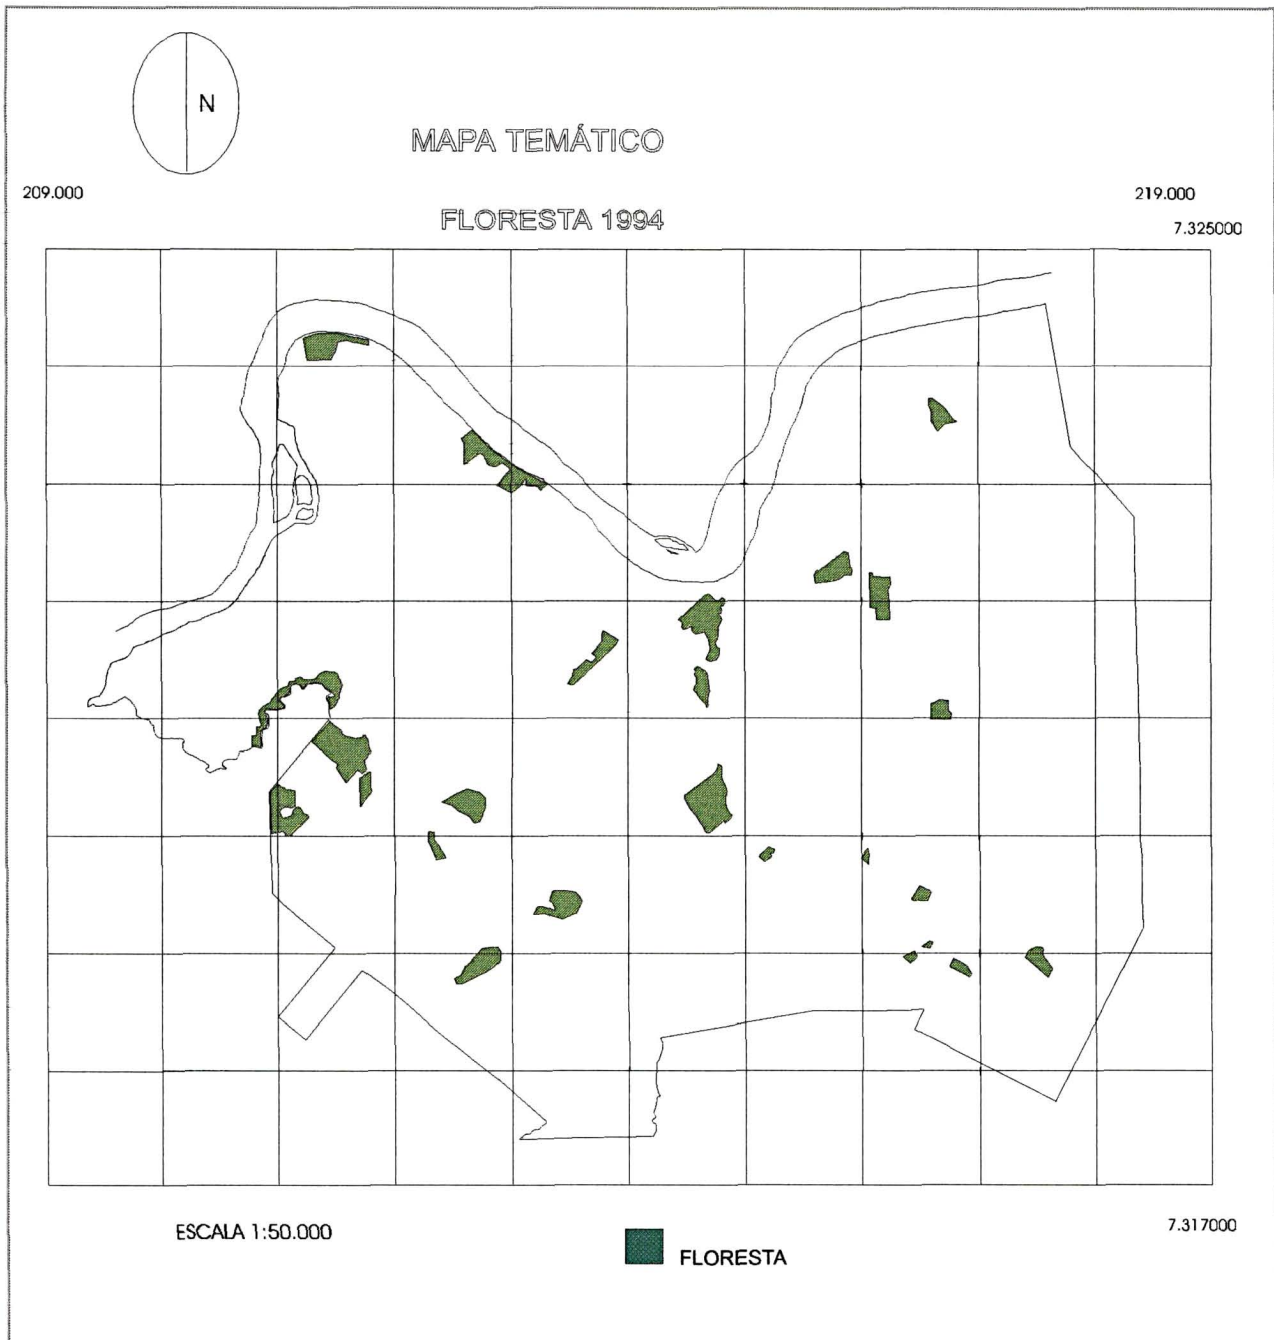 N
MAPA TEMÁTICO
209.000
219.000
FLORESTA 1994
7.325000
ESCALA 1:50.000
7.317000
FLORESTA